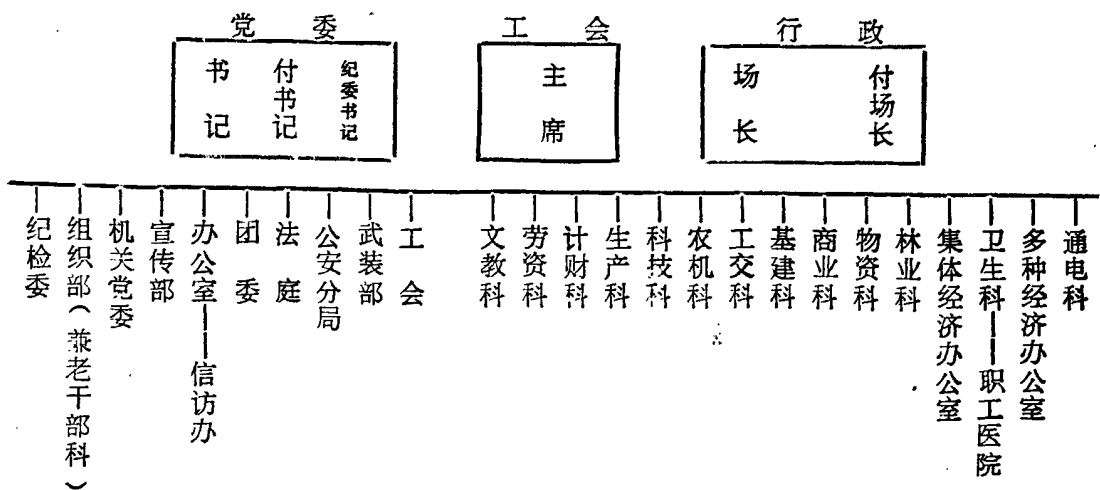 党委
书记
付书记
纪委书记
工会
主席
行政
场长
付场长
纪检委
组织部(兼老干部科)
机关党委
宣传部
办公室——信访办
团委
法庭
公安分局
武装部
工会
文教科
劳资科
计财科
生产科
科技科
农机科
工交科
基建科
商业科
物资科
林业科
集体经济办公室
卫生科——职工医院
多种经济办公室
通电科